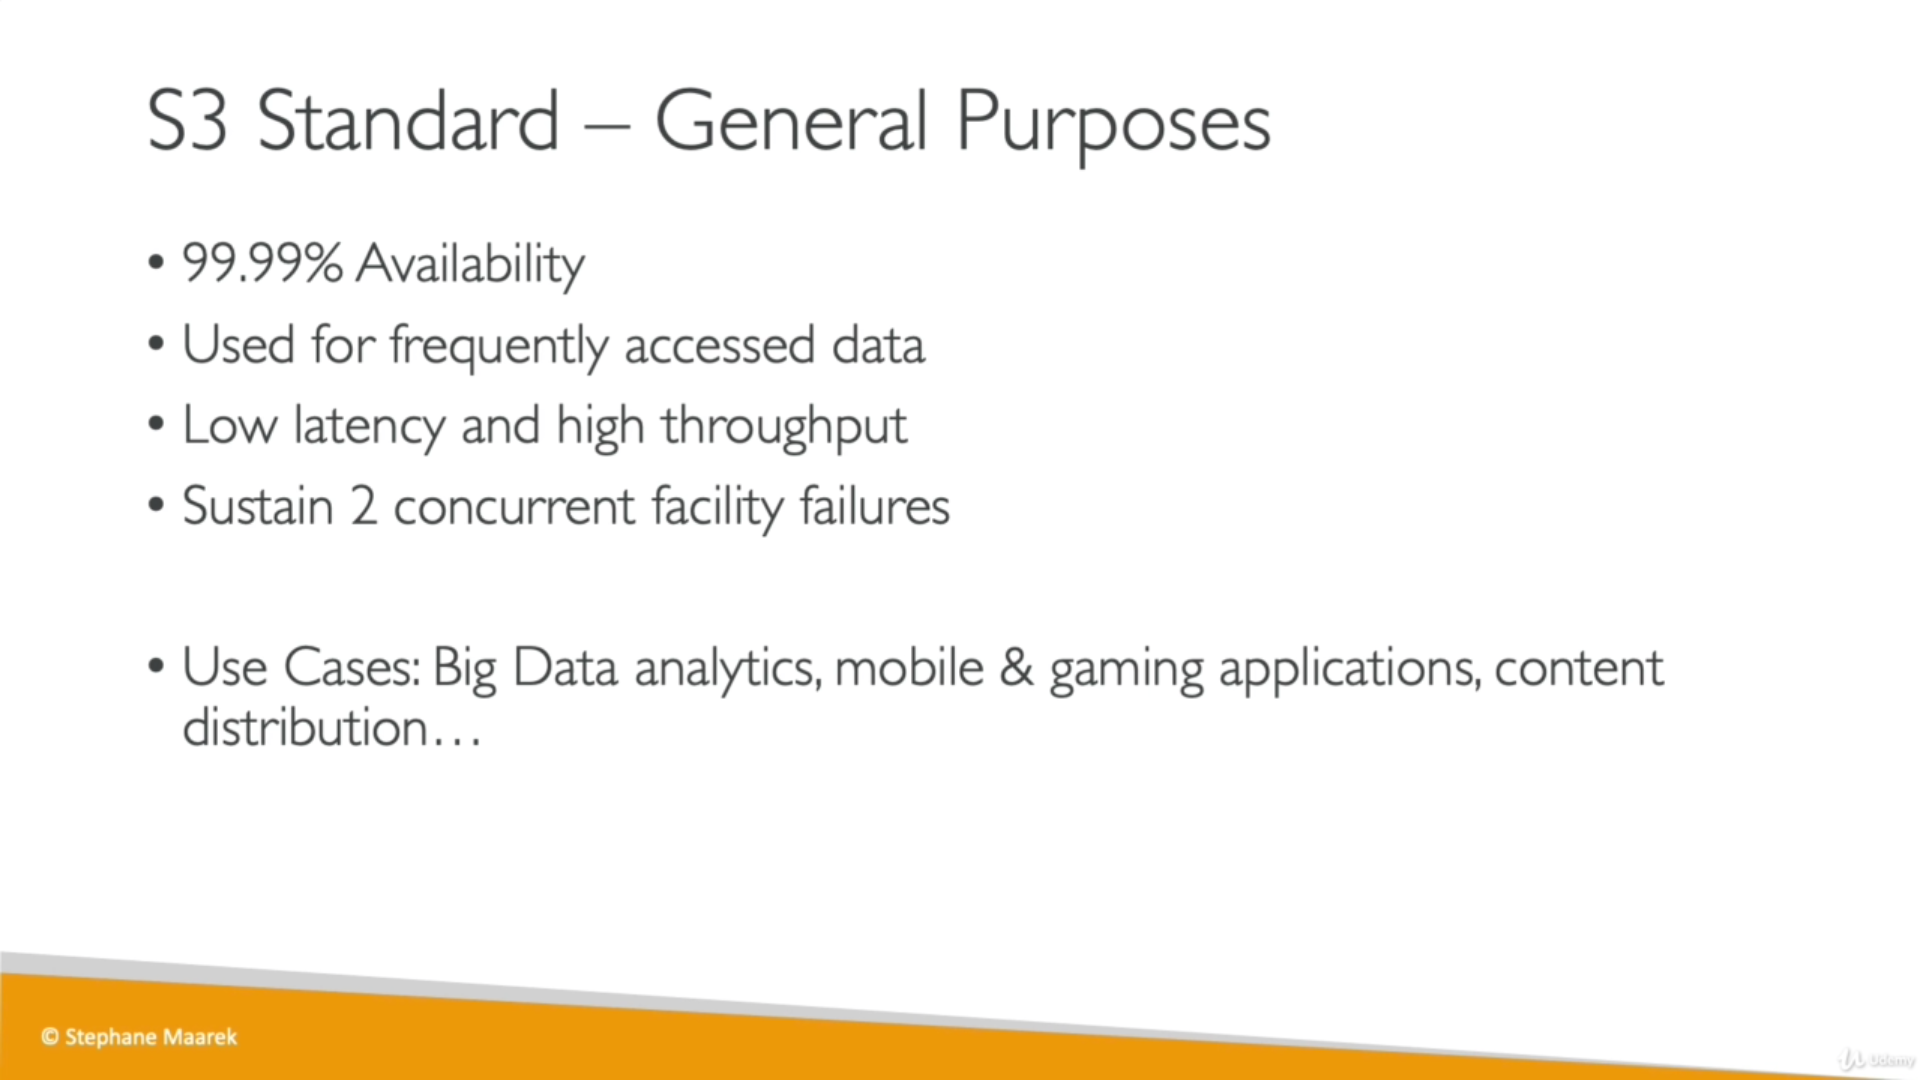 S3 Standard – General Purposes
• 99.99% Availability
• Used for frequently accessed data
• Low latency and high throughput
• Sustain 2 concurrent facility failures
• Use Cases: Big Data analytics, mobile & gaming applications, content
distribution…
© Stephane Maarek
Udemy